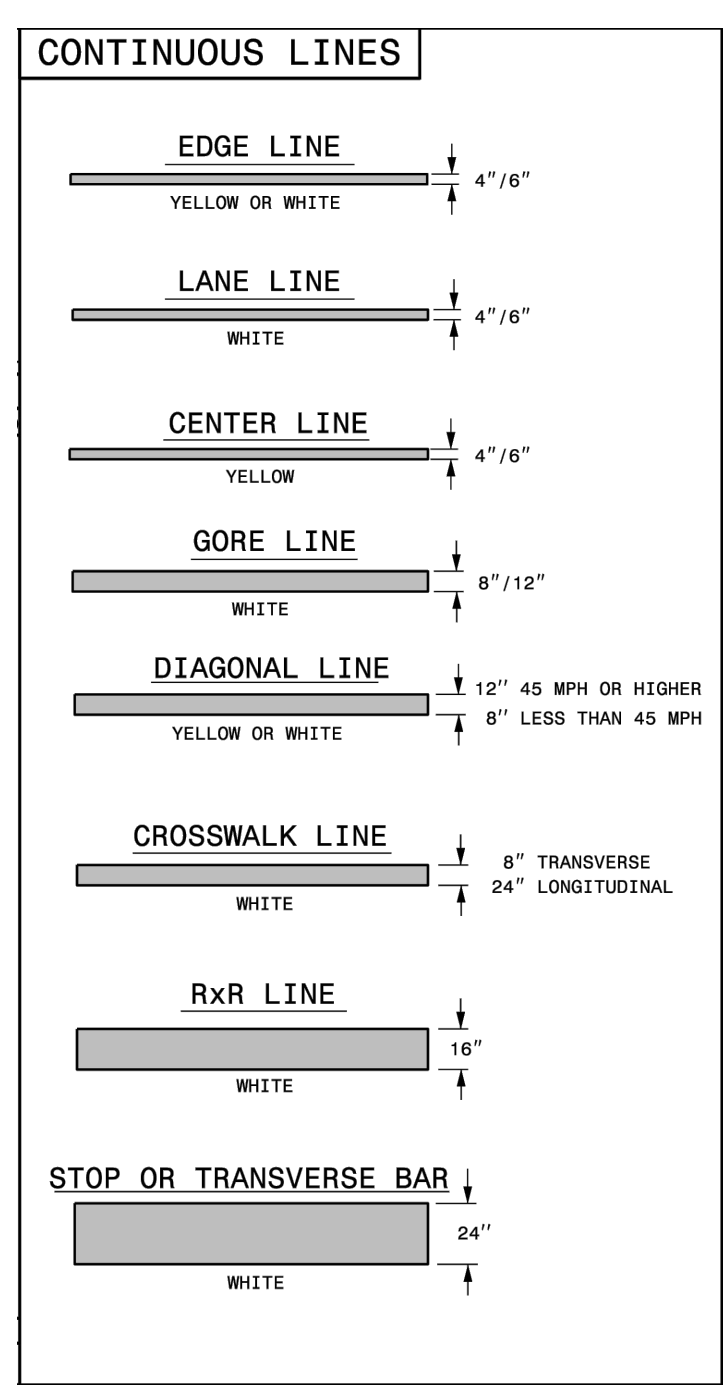 CONTINUOUS LINES
EDGE LINE
4"/6"
YELLOW OR WHITE
LANE LINE
4"/6"
WHITE
CENTER LINE
4"/6"
YELLOW
GORE LINE
8"/12"
WHITE
DIAGONAL LINE
12'' 45 MPH OR HIGHER
8'' LESS THAN 45 MPH
YELLOW OR WHITE
CROSSWALK LINE
8" TRANSVERSE
24" LONGITUDINAL
WHITE
RxR LINE
16"
WHITE
STOP OR TRANSVERSE BAR
24''
WHITE